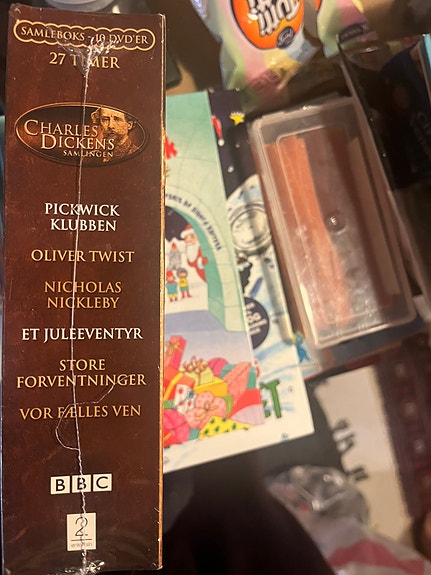 SAMLEBOKS - 10 DVD'ER
27 TIMER
CHARLES
DICKENS
SAMLINGEN
PICKWICK
KLUBBEN
OLIVER TWIST
NICHOLAS
NICKLEBY
ET JULEEVENTYR
STORE
FORVENTNINGER
VOR FÆLLES VEN
BBC
2